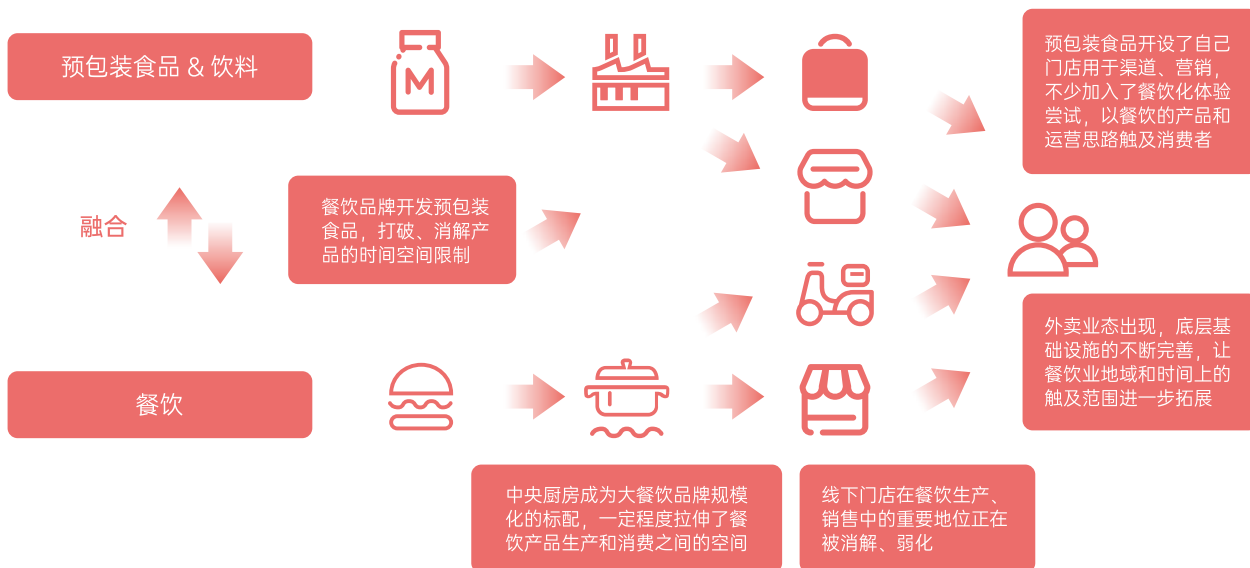 预包装食品 & 饮料
M
预包装食品开设了自己
门店用于渠道、营销，
不少加入了餐饮化体验
尝试，以餐饮的产品和
运营思路触及消费者
融合
餐饮品牌开发预包装
食品，打破、消解产
品的时间空间限制
餐饮
外卖业态出现，底层基
础设施的不断完善，让
餐饮业地域和时间上的
触及范围进一步拓展
中央厨房成为大餐饮品牌规模
化的标配，一定程度拉伸了餐
饮产品生产和消费之间的空间
线下门店在餐饮生产、
销售中的重要地位正在
被消解、弱化